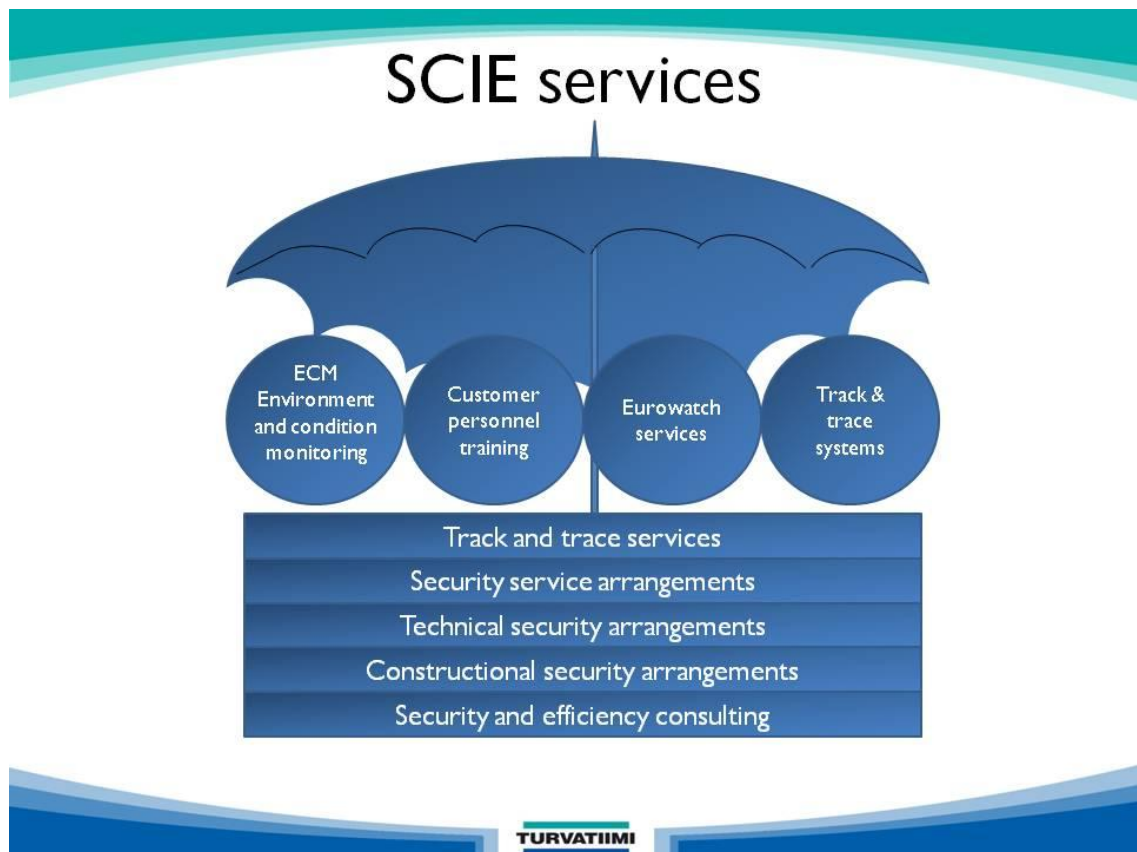 SCIE services
ECM
Environment
and condition
monitoring
Customer
personnel
training
Eurowatch
services
Track &
trace
systems
Track and trace services
Security service arrangements
Technical security arrangements
Constructional security arrangements
Security and efficiency consulting
TURVATIIMI